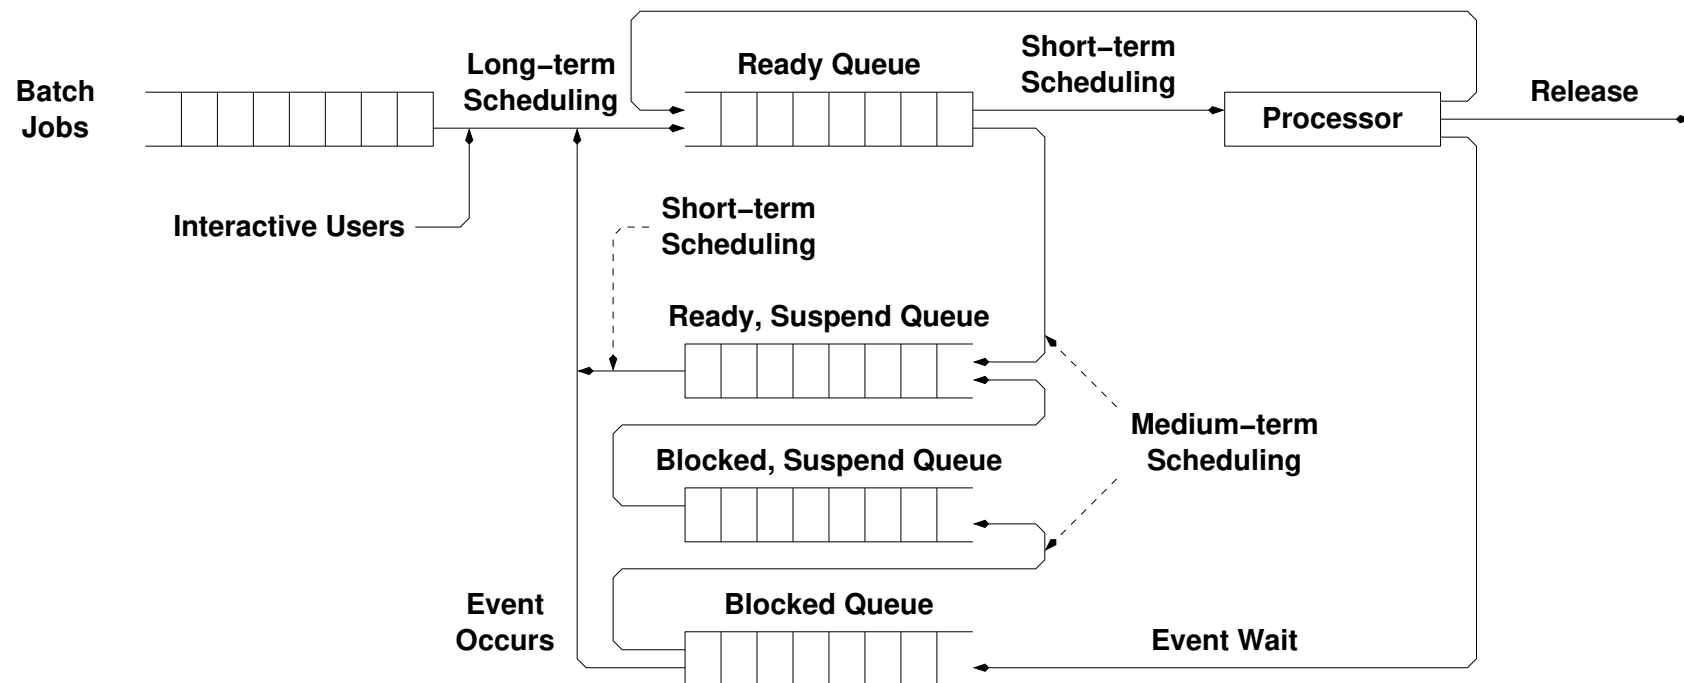 Batch
Jobs
Long−term
Scheduling
Ready Queue
Short−term
Scheduling
Processor
Release
Interactive Users
Short−term
Scheduling
Ready, Suspend Queue
Medium−term
Scheduling
Blocked, Suspend Queue
Event
Occurs
Blocked Queue
Event Wait